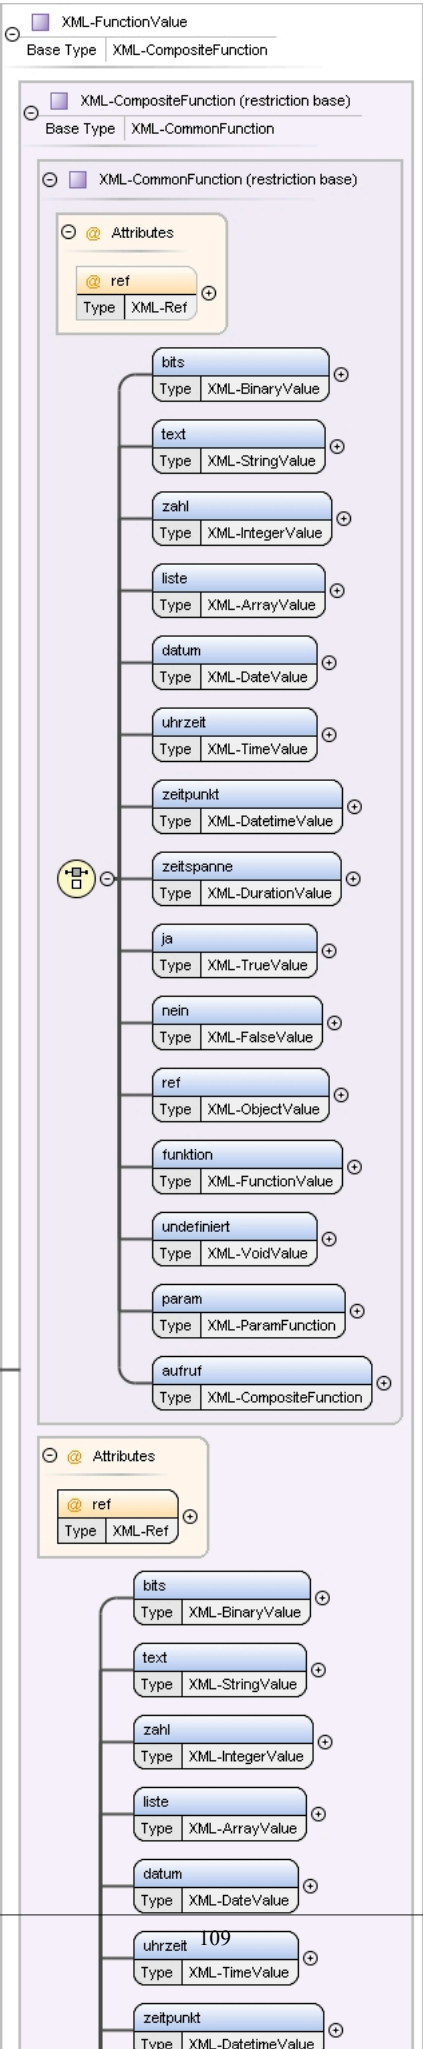 XML-FunctionValue
Base Type XML-CompositeFunction
XML-CompositeFunction (restriction base)
Base Type XML-CommonFunction
XML-CommonFunction (restriction base)
@ Attributes
@ ref
Type XML-Ref
bits
Type XML-BinaryValue
text
Type XML-StringValue
zahl
Type XML-IntegerValue
liste
Type XML-ArrayValue
datum
Type XML-DateValue
uhrzeit
Type XML-TimeValue
zeitpunkt
Type XML-DatetimeValue
zeitspanne
Type XML-DurationValue
ja
Type XML-TrueValue
nein
Type XML-FalseValue
ref
Type XML-ObjectValue
funktion
Type XML-FunctionValue
undefiniert
Type XML-VoidValue
param
Type XML-ParamFunction
aufruf
Type XML-CompositeFunction
@ Attributes
@ ref
Type XML-Ref
bits
Type XML-BinaryValue
text
Type XML-StringValue
zahl
Type XML-IntegerValue
liste
Type XML-ArrayValue
datum
Type XML-DateValue
uhrzeit 109
Type XML-TimeValue
zeitpunkt
Type XML-DatetimeValue